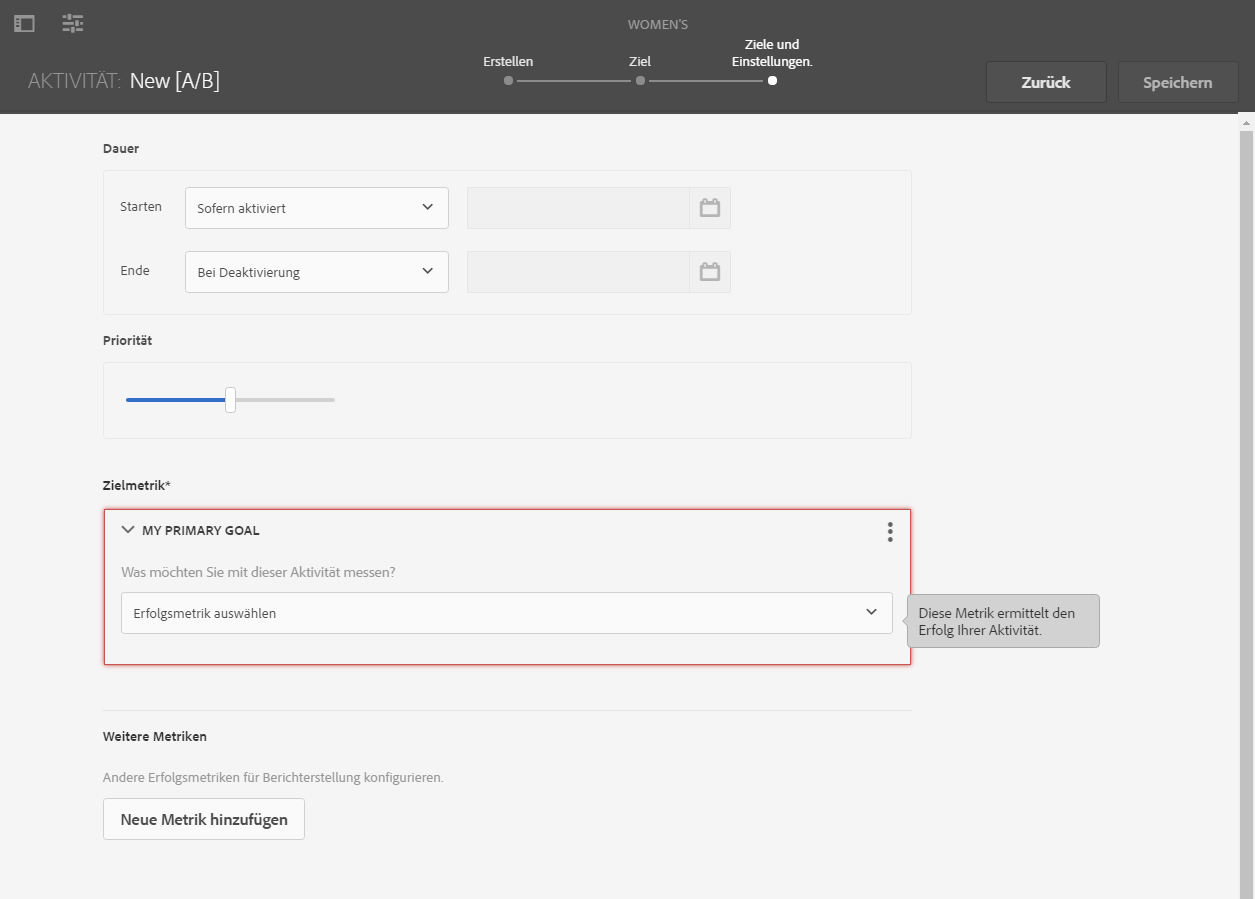 WOMEN'S
AKTIVITÄT: New [A/B]
Erstellen
Ziel
Ziele und
Einstellungen.
Zurück
Speichern
Dauer
Starten
Sofern aktiviert
Ende
Bei Deaktivierung
Priorität
Zielmetrik*
MY PRIMARY GOAL
Was möchten Sie mit dieser Aktivität messen?
Erfolgsmetrik auswählen
Diese Metrik ermittelt den
Erfolg Ihrer Aktivität.
Weitere Metriken
Andere Erfolgsmetriken für Berichterstellung konfigurieren.
Neue Metrik hinzufügen